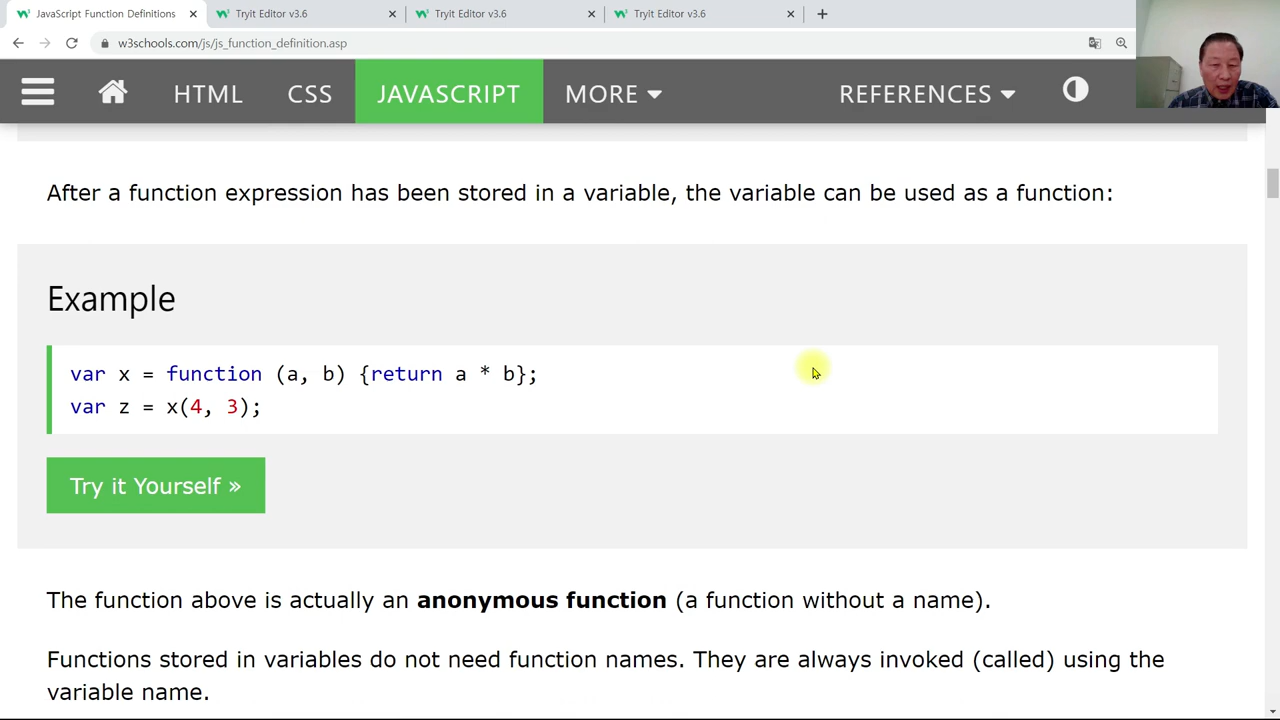 JavaScript Function Definitions
Tryit Editor v3.6
Tryit Editor v3.6
Tryit Editor v3.6
w3schools.com/js/js_function_definition.asp
HTML CSS JAVASCRIPT MORE REFERENCES
After a function expression has been stored in a variable, the variable can be used as a function:
Example
var x = function (a, b) {return a * b};
var z = x(4, 3);
Try it Yourself »
The function above is actually an anonymous function (a function without a name).
Functions stored in variables do not need function names. They are always invoked (called) using the
variable name.